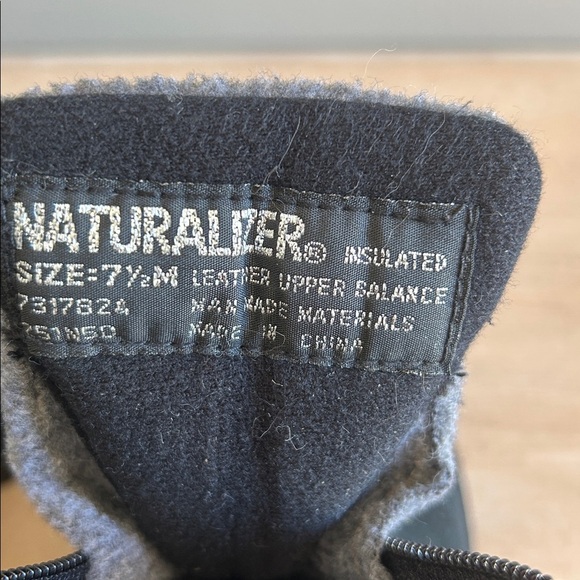 NATURALIZER® INSULATED
SIZE=7½M LEATHER UPPER BALANCE
7317824 MAN MADE MATERIALS
MADE IN CHINA